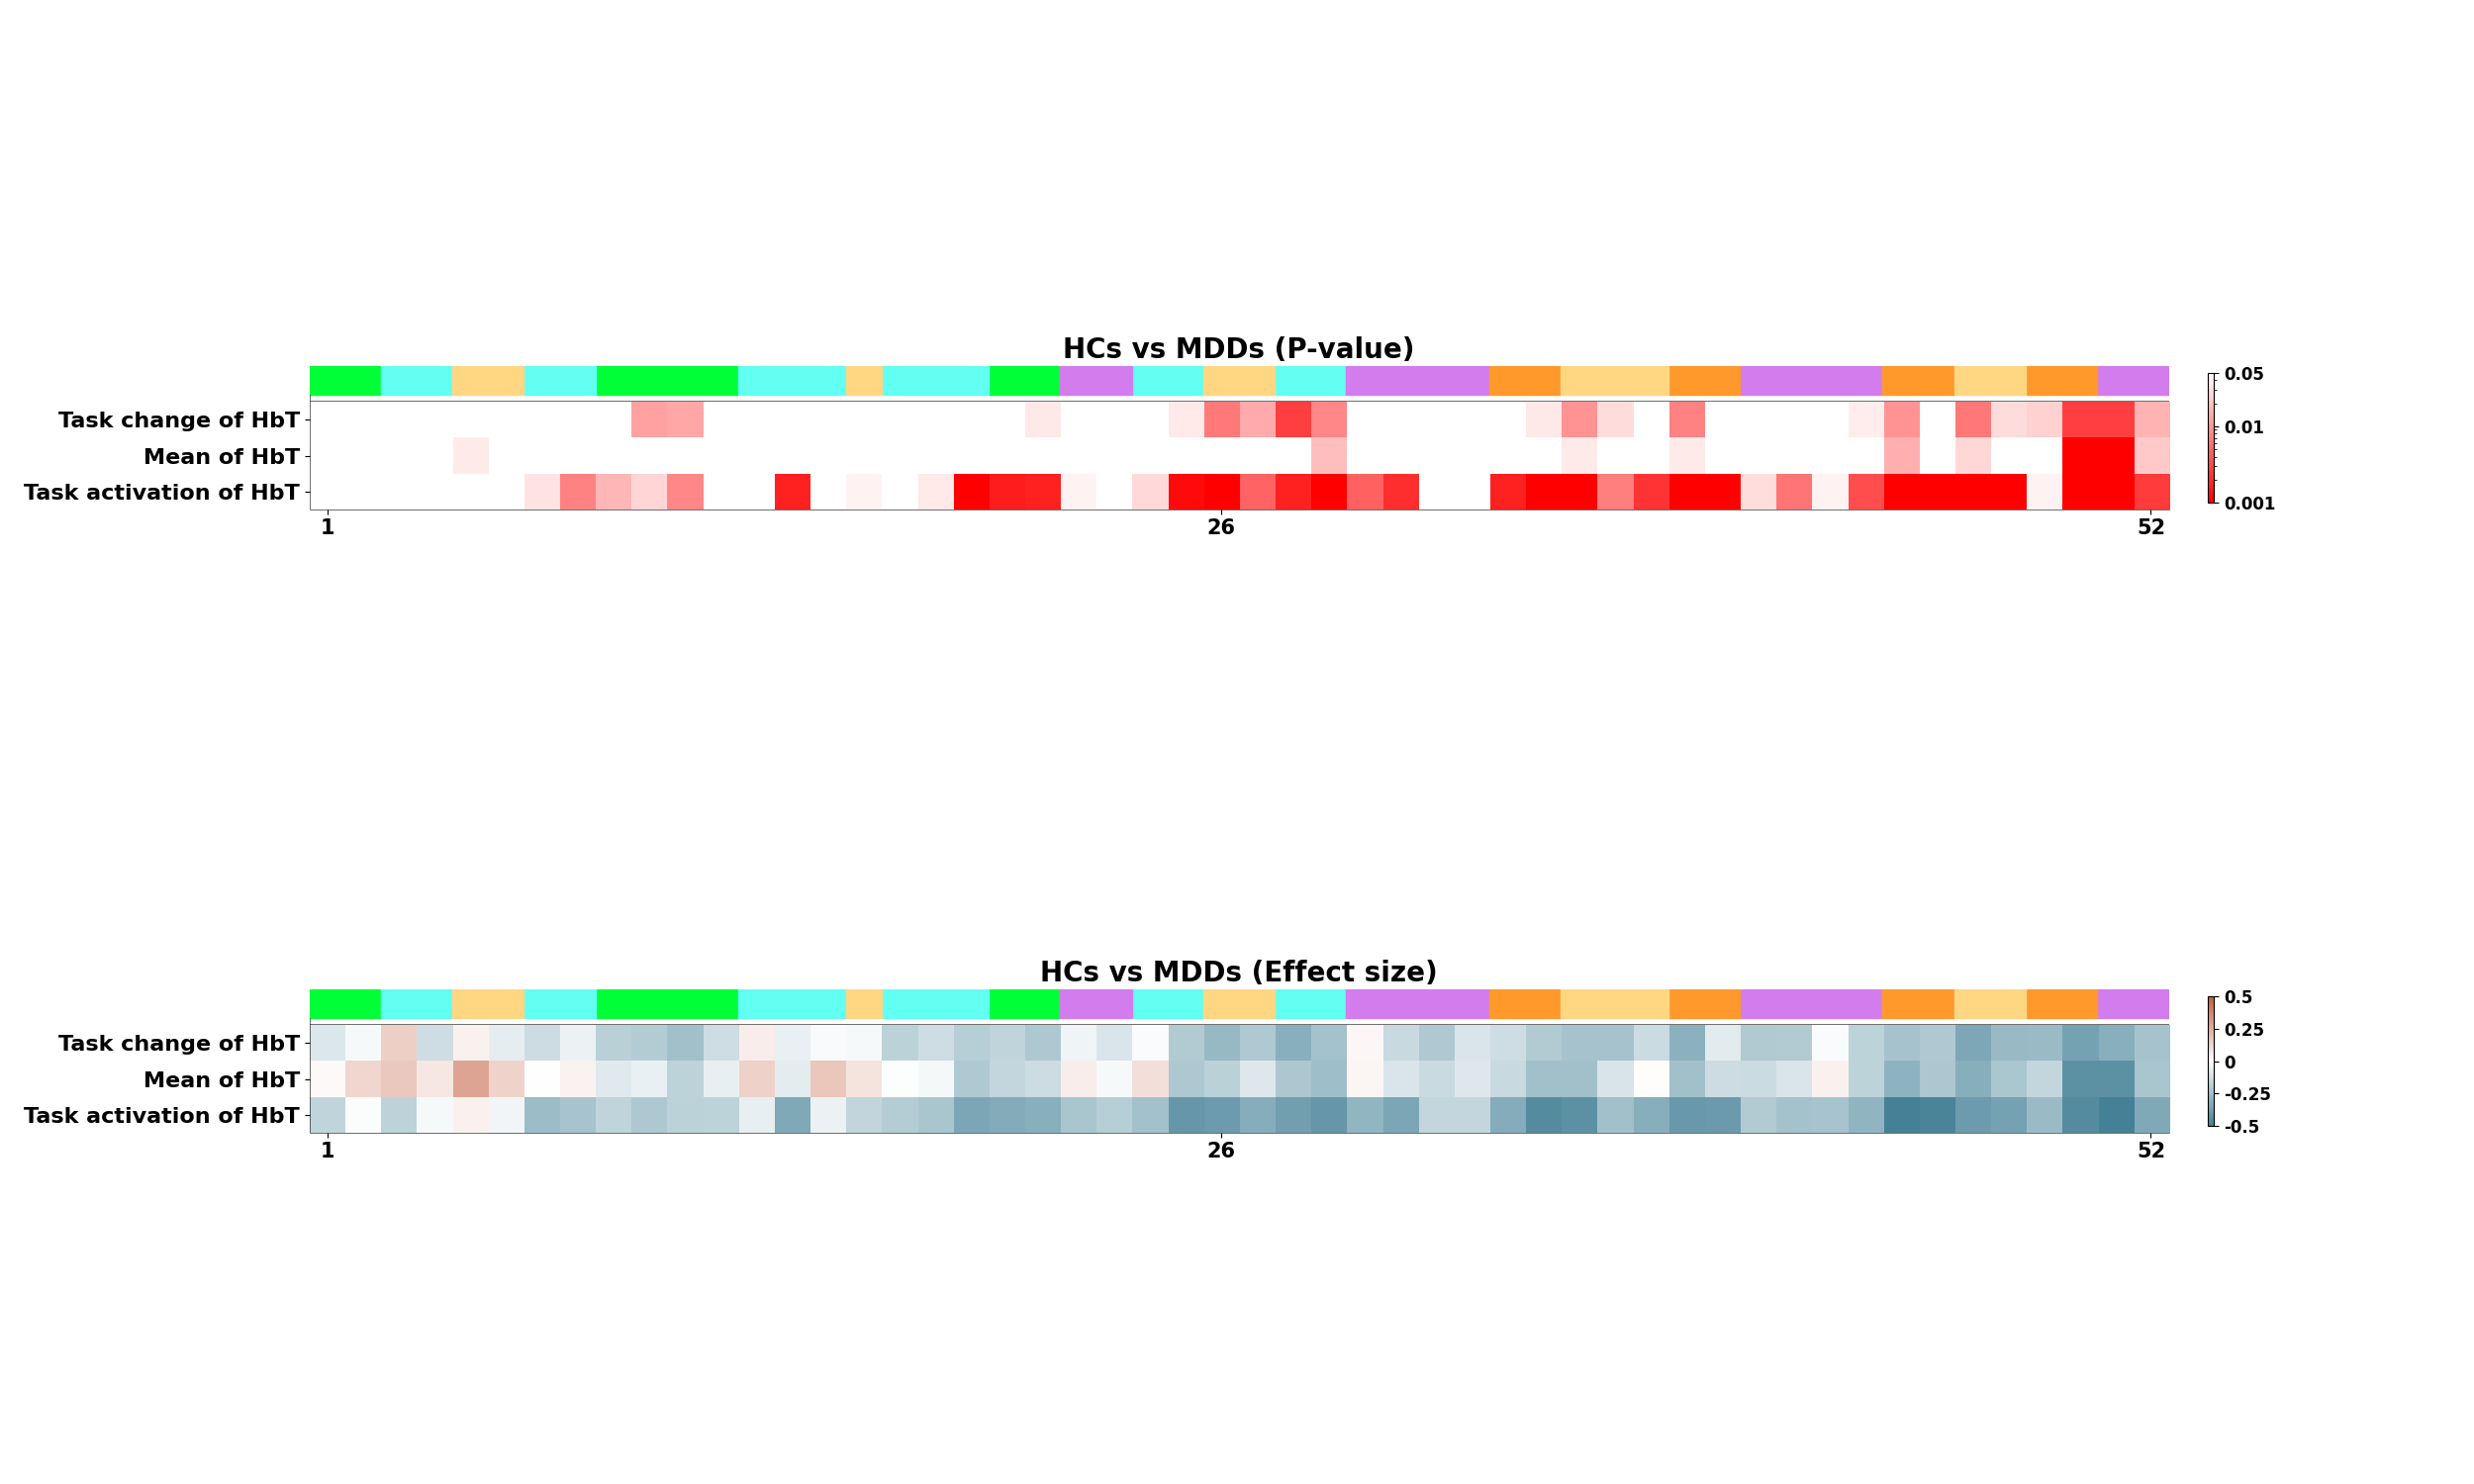 HCs vs MDDs (P-value)
Task change of HbT
Mean of HbT
Task activation of HbT
1 26 52
0.05
0.01
0.001
HCs vs MDDs (Effect size)
Task change of HbT
Mean of HbT
Task activation of HbT
1 26 52
0.5
0.25
0
-0.25
-0.5